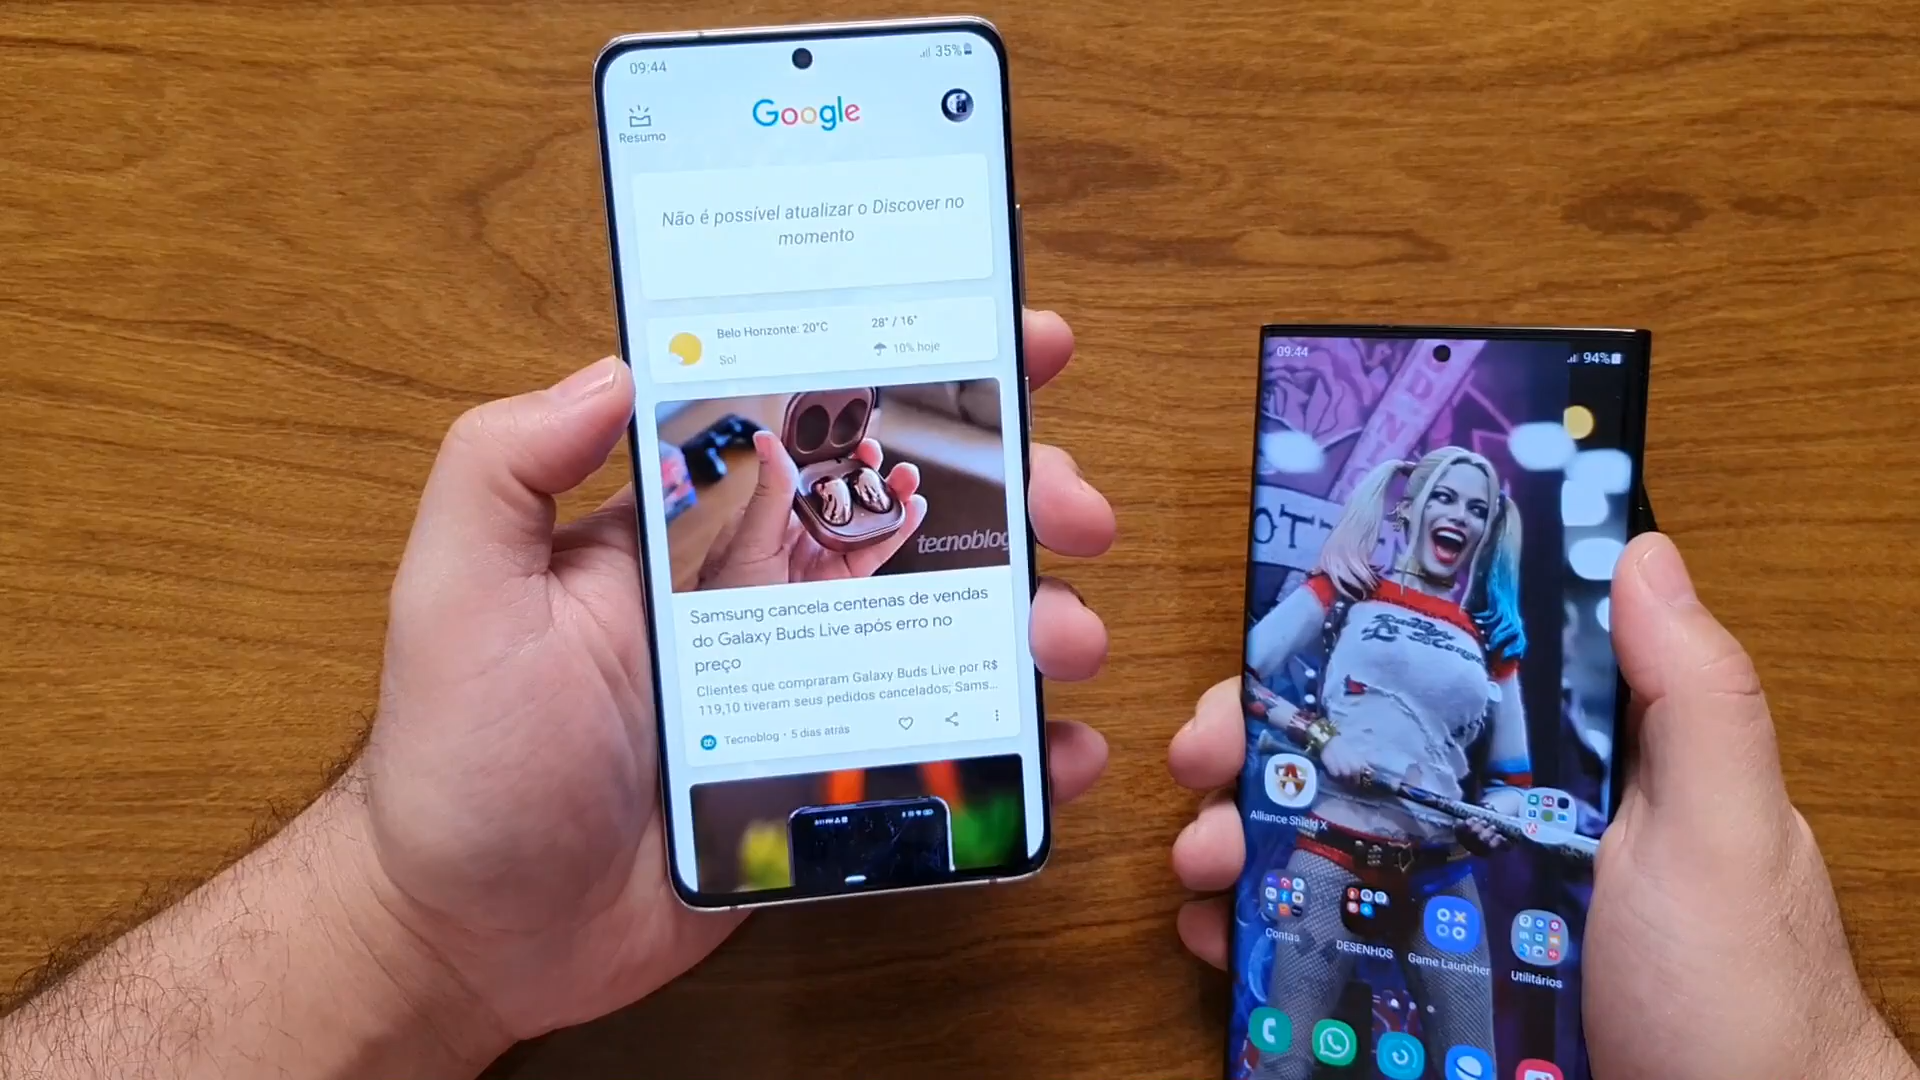 09:44
35%
Resumo
Google
Não é possível atualizar o Discover no
momento
Belo Horizonte: 20°C
28° / 16°
Sol
10% hoje
tecnoblog
Samsung cancela centenas de vendas
do Galaxy Buds Live após erro no
preço
Clientes que compraram Galaxy Buds Live por R$
119,10 tiveram seus pedidos cancelados; Sams...
Tecnoblog • 5 dias atrás
09:44
94%
Alliance Shield X
Contas
DESENHOS
Game Launcher
Utilitários